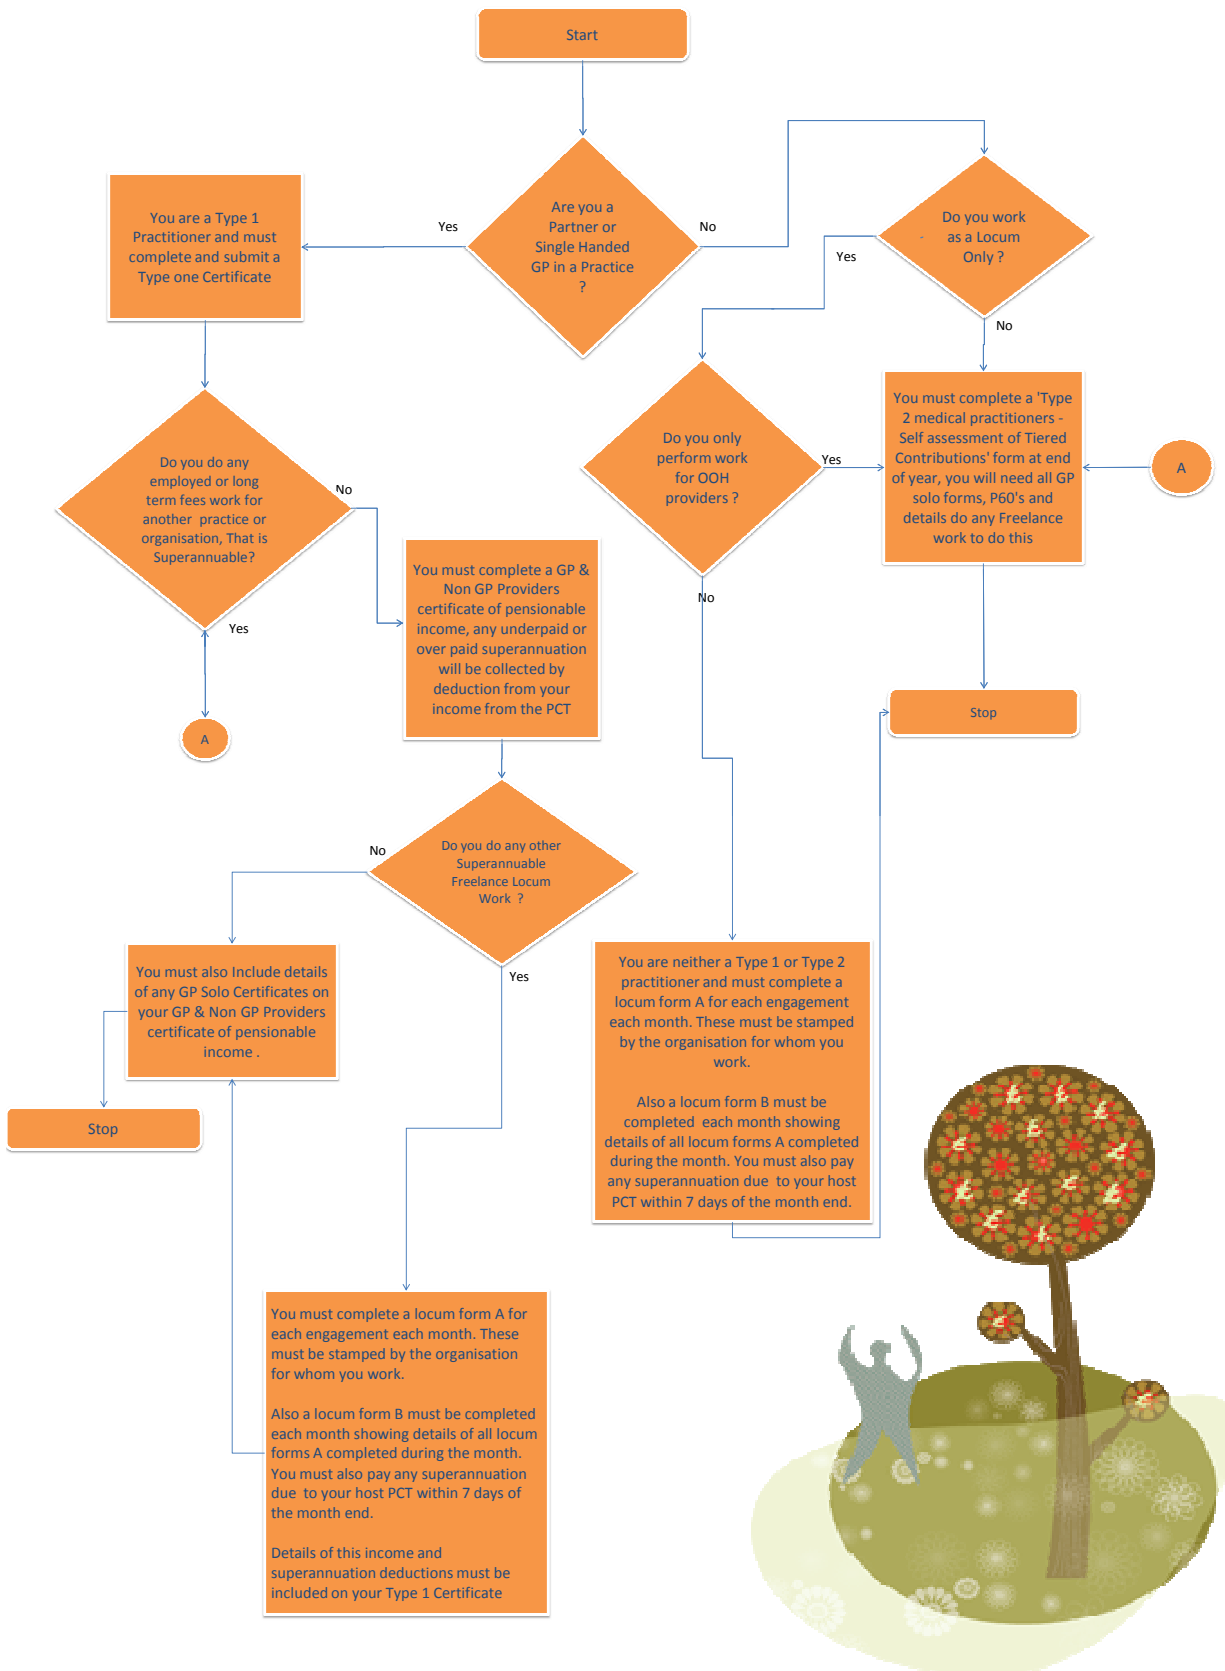 Start
Are you a
Partner or
Single Handed
GP in a Practice
?
Yes
No
You are a Type 1
Practitioner and must
complete and submit a
Type one Certificate
Do you work
- as a Locum
Only ?
Yes
No
Do you only
perform work
for OOH
providers ?
Yes
No
You must complete a 'Type
2 medical practitioners -
Self assessment of Tiered
Contributions' form at end
of year, you will need all GP
solo forms, P60's and
details do any Freelance
work to do this
A
Stop
Do you do any
employed or long
term fees work for
another practice or
organisation, That is
Superannuable?
No
Yes
A
You must complete a GP &
Non GP Providers
certificate of pensionable
income, any underpaid or
over paid superannuation
will be collected by
deduction from your
income from the PCT
Do you do any other
Superannuable
Freelance Locum
Work ?
No
Yes
You must also Include details
of any GP Solo Certificates on
your GP & Non GP Providers
certificate of pensionable
income .
Stop
You are neither a Type 1 or Type 2
practitioner and must complete a
locum form A for each engagement
each month. These must be stamped
by the organisation for whom you
work.
Also a locum form B must be
completed each month showing
details of all locum forms A completed
during the month. You must also pay
any superannuation due to your host
PCT within 7 days of the month end.
You must complete a locum form A for
each engagement each month. These
must be stamped by the organisation
for whom you work.
Also a locum form B must be completed
each month showing details of all locum
forms A completed during the month.
You must also pay any superannuation
due to your host PCT within 7 days of
the month end.
Details of this income and
superannuation deductions must be
included on your Type 1 Certificate